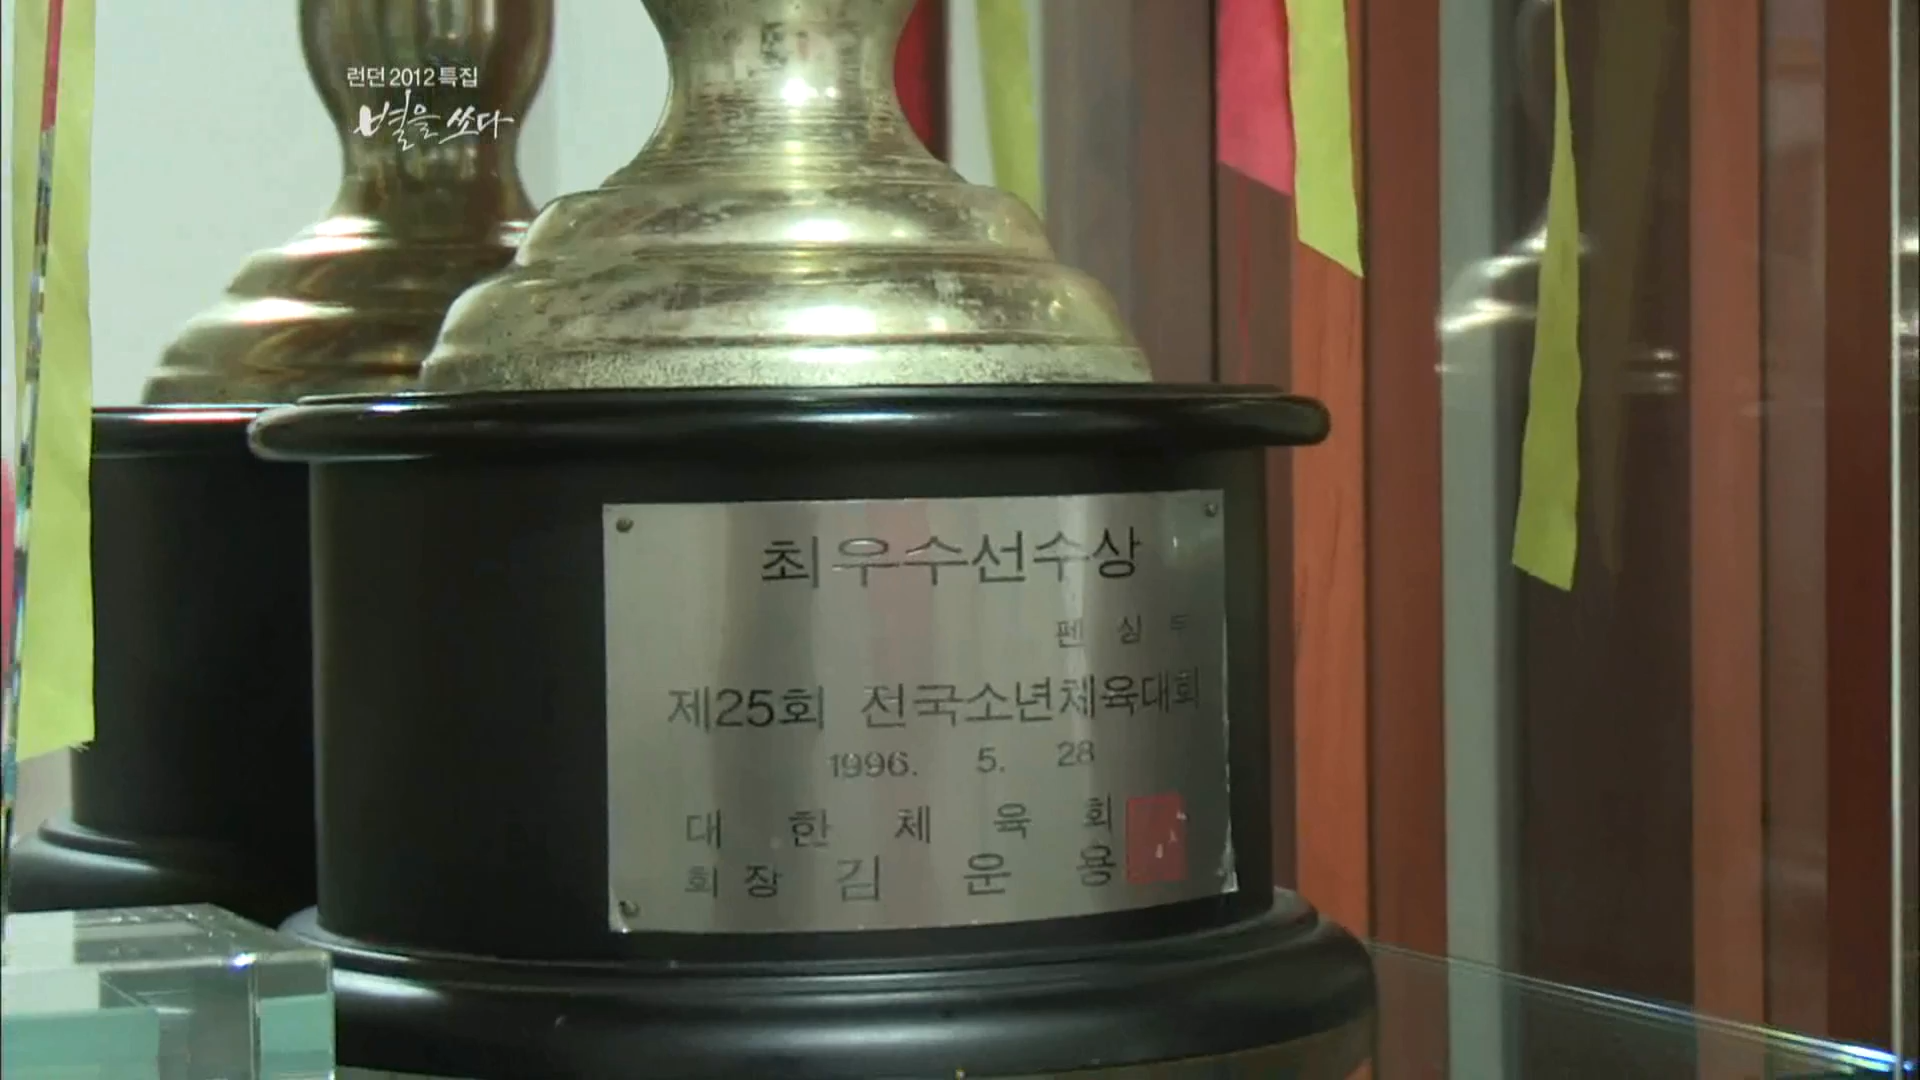 런던 2012 특집
별을 쏘다
최우수선수상
펜 싱
제25회 전국소년체육대회
1996. 5. 28
대 한 체 육 회
회 장 김 운 용